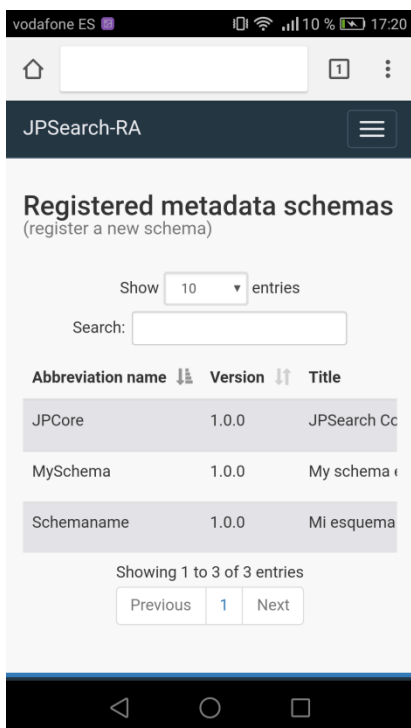 vodafone ES 10 % 17:20
1
JPSearch-RA
Registered metadata schemas
(register a new schema)
Show 10 entries
Search:
Abbreviation name Version Title
JPCore 1.0.0 JPSearch Co
MySchema 1.0.0 My schema e
Schemaname 1.0.0 Mi esquema
Showing 1 to 3 of 3 entries
Previous 1 Next